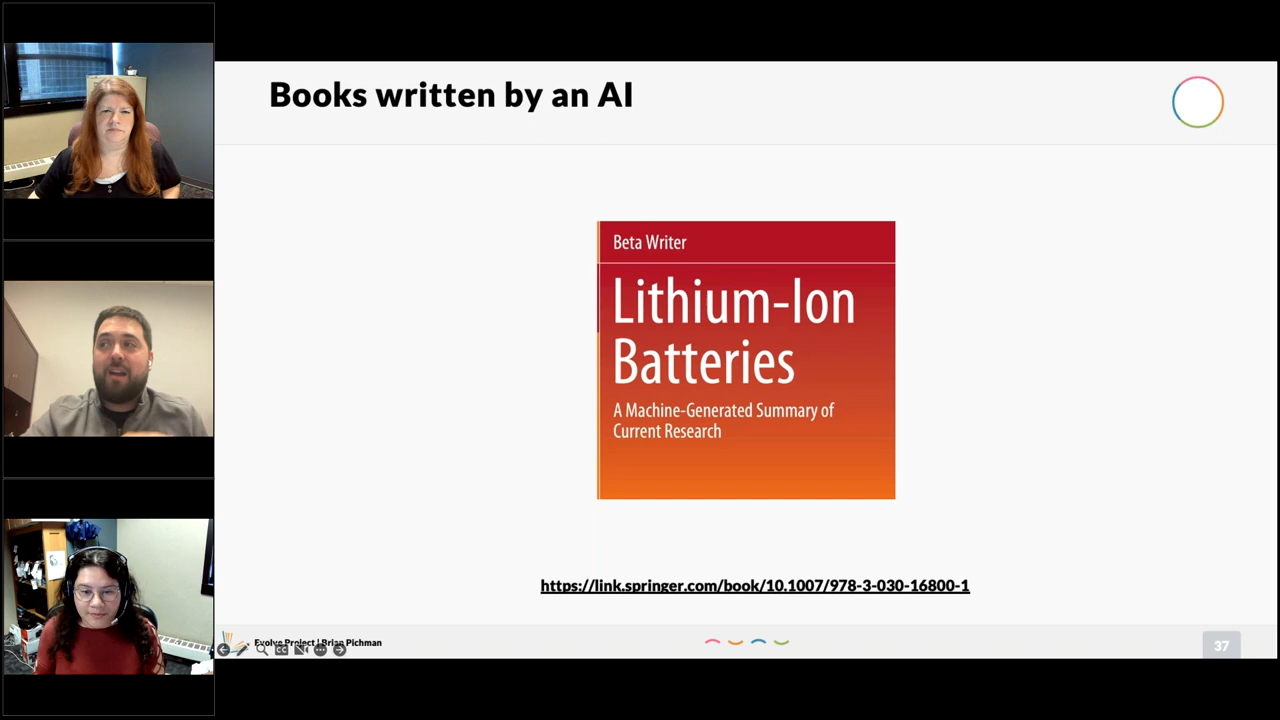 Books written by an AI
Beta Writer
Lithium-Ion
Batteries
A Machine-Generated Summary of
Current Research
https://link.springer.com/book/10.1007/978-3-030-16800-1
Evolve Project | Brian Pichman
37